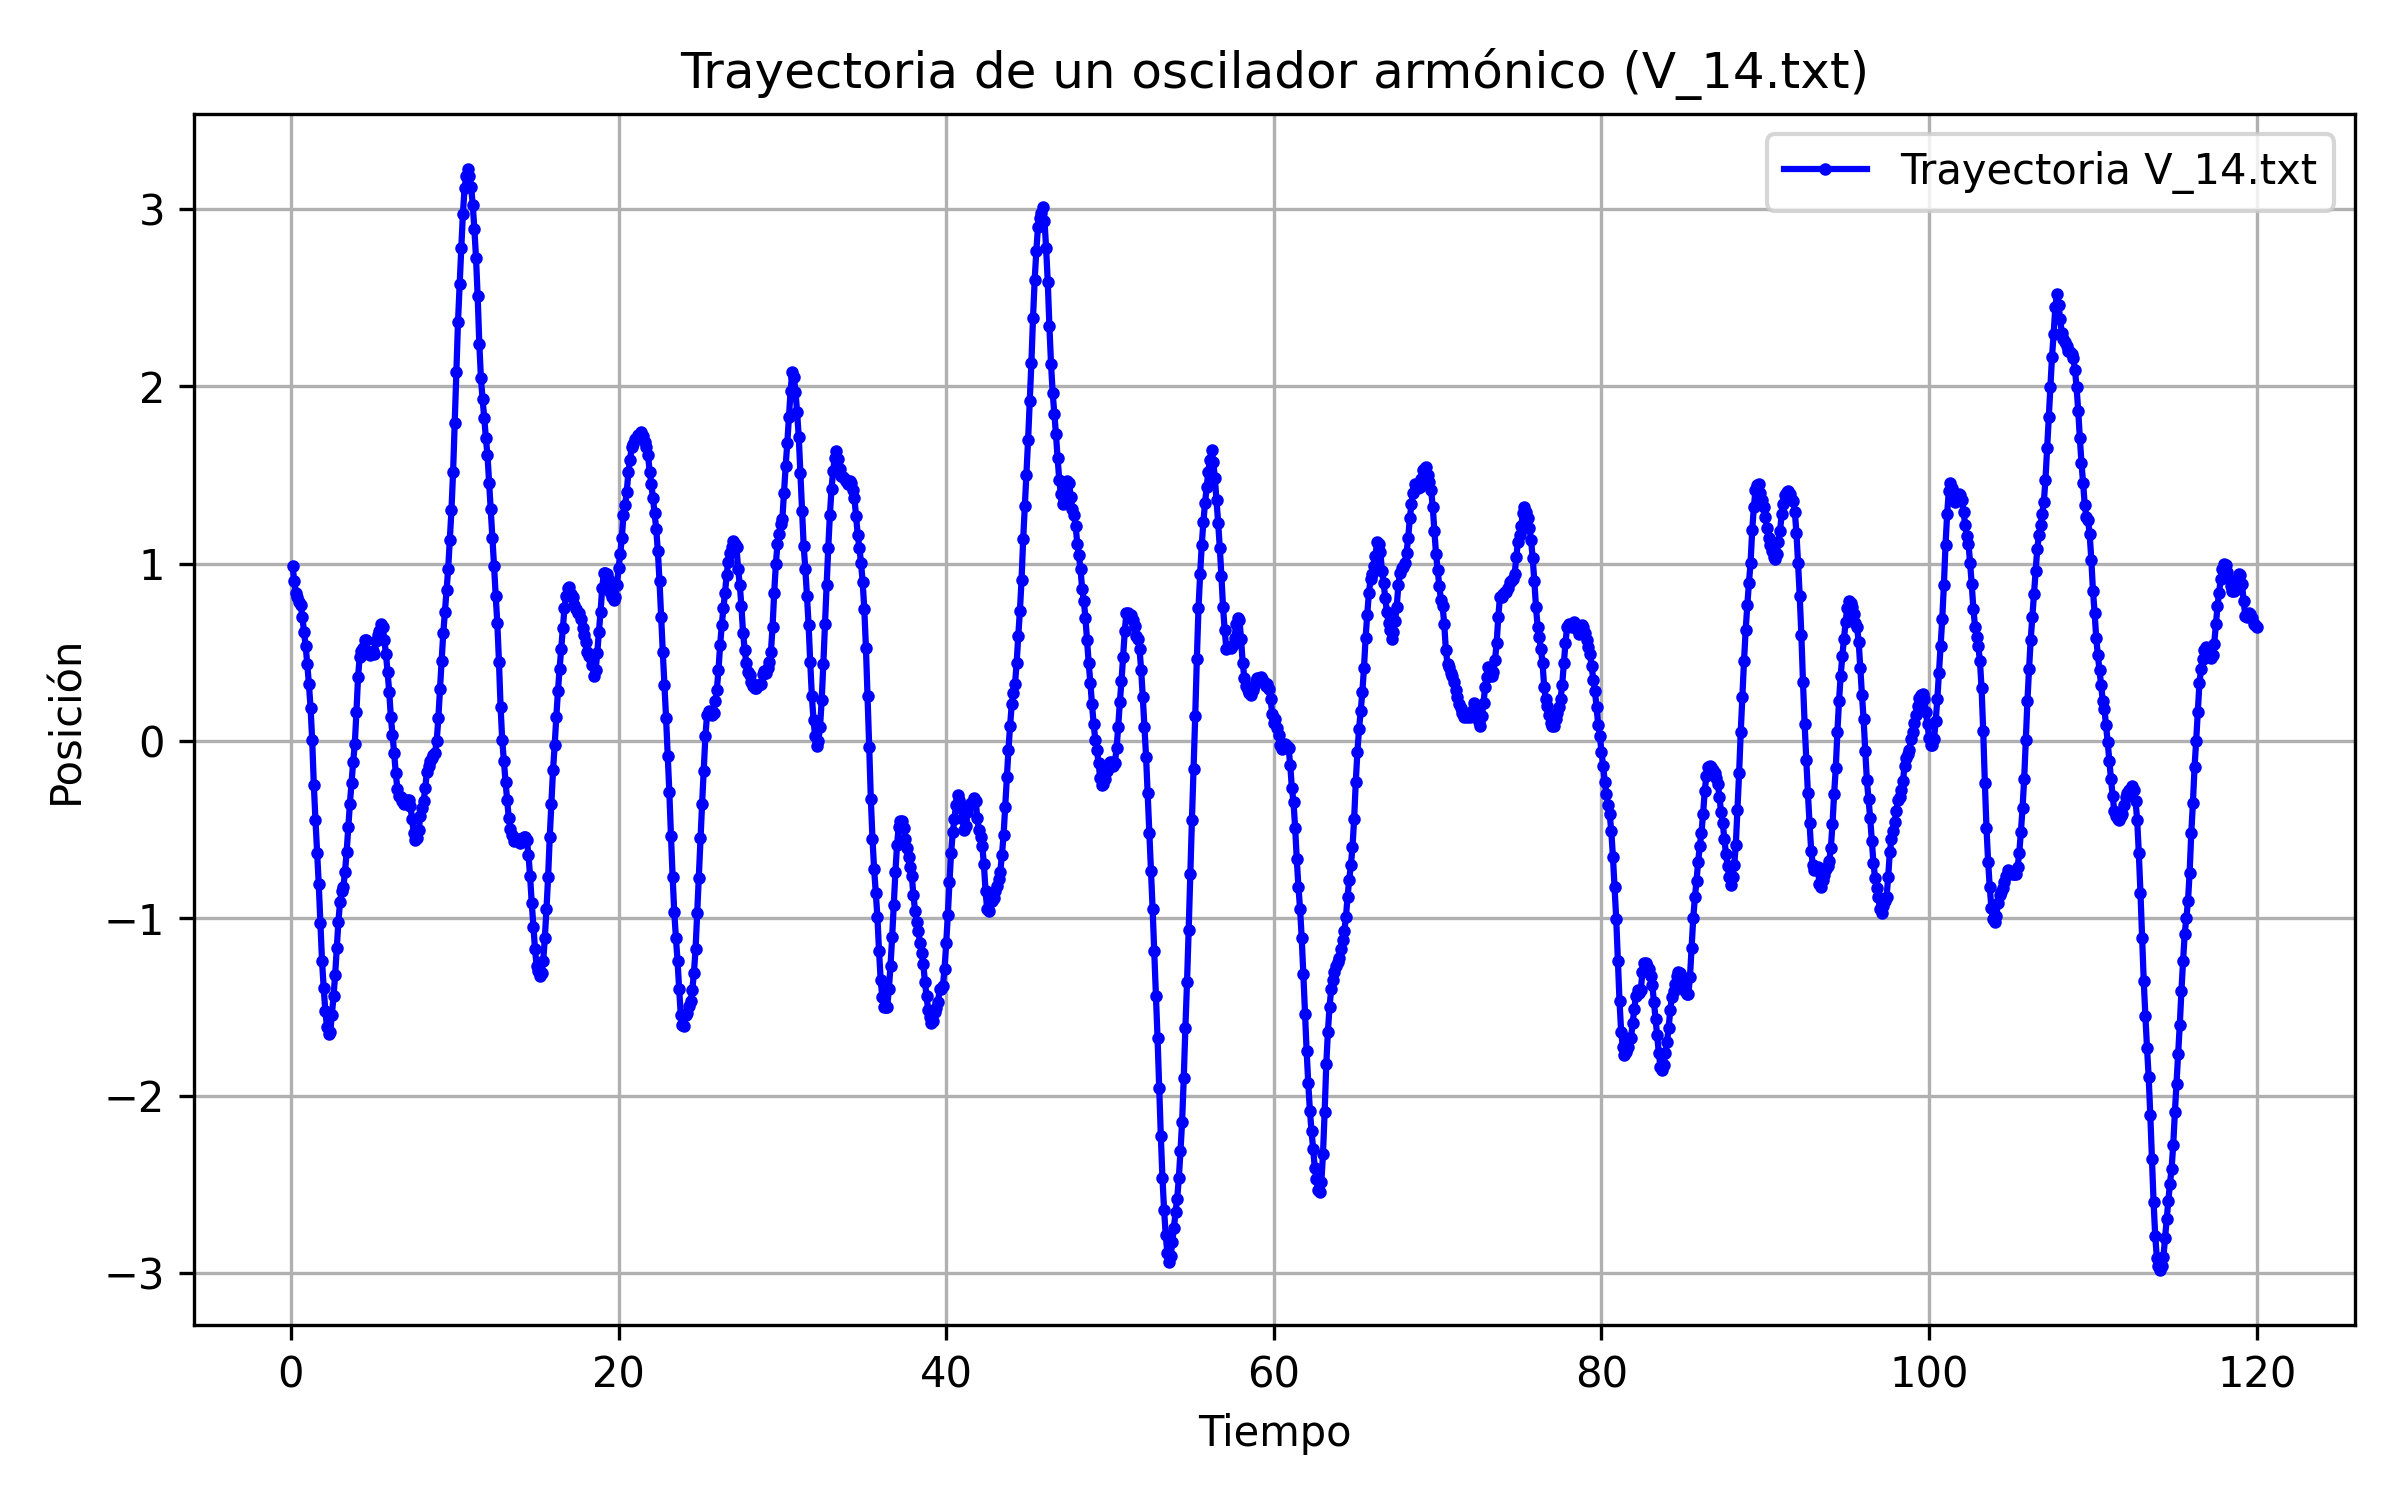 Trayectoria de un oscilador armónico (V_14.txt)
Trayectoria V_14.txt
Posición
3
2
1
0
−1
−2
−3
0 20 40 60 80 100 120
Tiempo